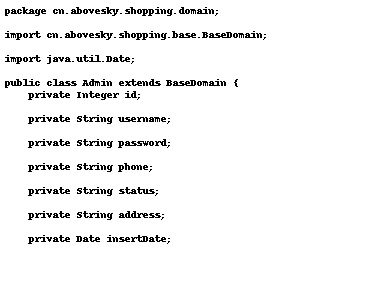 package cn.abovesky.shopping.domain;
import cn.abovesky.shopping.base.BaseDomain;
import java.util.Date;
public class Admin extends BaseDomain {
private Integer id;
private String username;
private String password;
private String phone;
private String status;
private String address;
private Date insertDate;